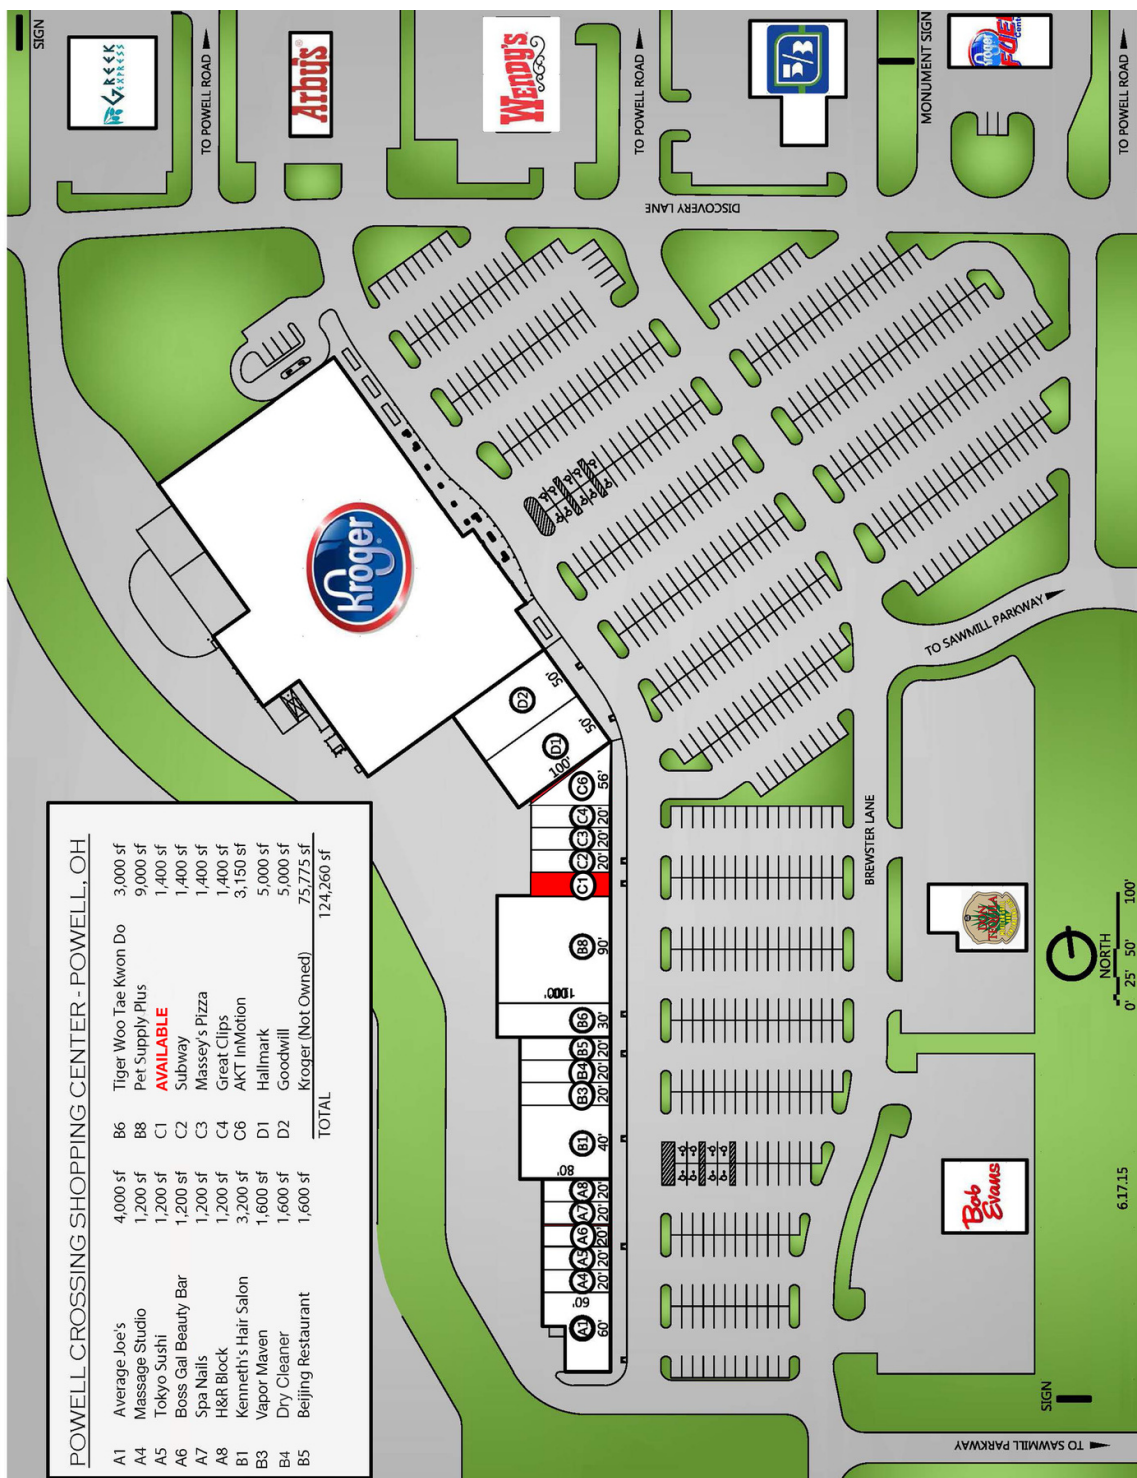 POWELL CROSSING SHOPPING CENTER - POWELL, OH
A1 Average Joe's 4,000 sf
A4 Massage Studio 1,200 sf
A5 Tokyo Sushi 1,200 sf
A6 Boss Gal Beauty Bar 1,200 sf
A7 Spa Nails 1,200 sf
A8 H&R Block 1,200 sf
B1 Kenneth's Hair Salon 3,200 sf
B3 Vapor Maven 1,600 sf
B4 Dry Cleaner 1,600 sf
B5 Beijing Restaurant 1,600 sf
B6 Tiger Woo Tae Kwon Do 3,000 sf
B8 Pet Supply Plus 9,000 sf
C1 AVAILABLE 1,400 sf
C2 Subway 1,400 sf
C3 Massey's Pizza 1,400 sf
C4 Great Clips 1,400 sf
C6 AKT InMotion 3,150 sf
D1 Hallmark 5,000 sf
D2 Goodwill 5,000 sf
Kroger (Not Owned) 75,775 sf
TOTAL 124,260 sf
SIGN
GREEK
EXPRESS
TO POWELL ROAD
Arby's
Wendy's
TO POWELL ROAD
5/3
MONUMENT SIGN
Kroger
FUEL
Center
TO POWELL ROAD
DISCOVERY LANE
Kroger
D2
50'
D1
50'
100'
C6
56'
C4
20'
C3
20'
C2
20'
C1
20'
B8
90'
B6
30'
B5
20'
B4
20'
B3
20'
B1
40'
80'
A8
20'
A7
20'
A6
20'
A5
20'
A4
20'
60'
A1
60'
TO SAWMILL PARKWAY
BREWSTER LANE
NORTH
0' 25' 50' 100'
Bob
Evans
6.17.15
SIGN
TO SAWMILL PARKWAY